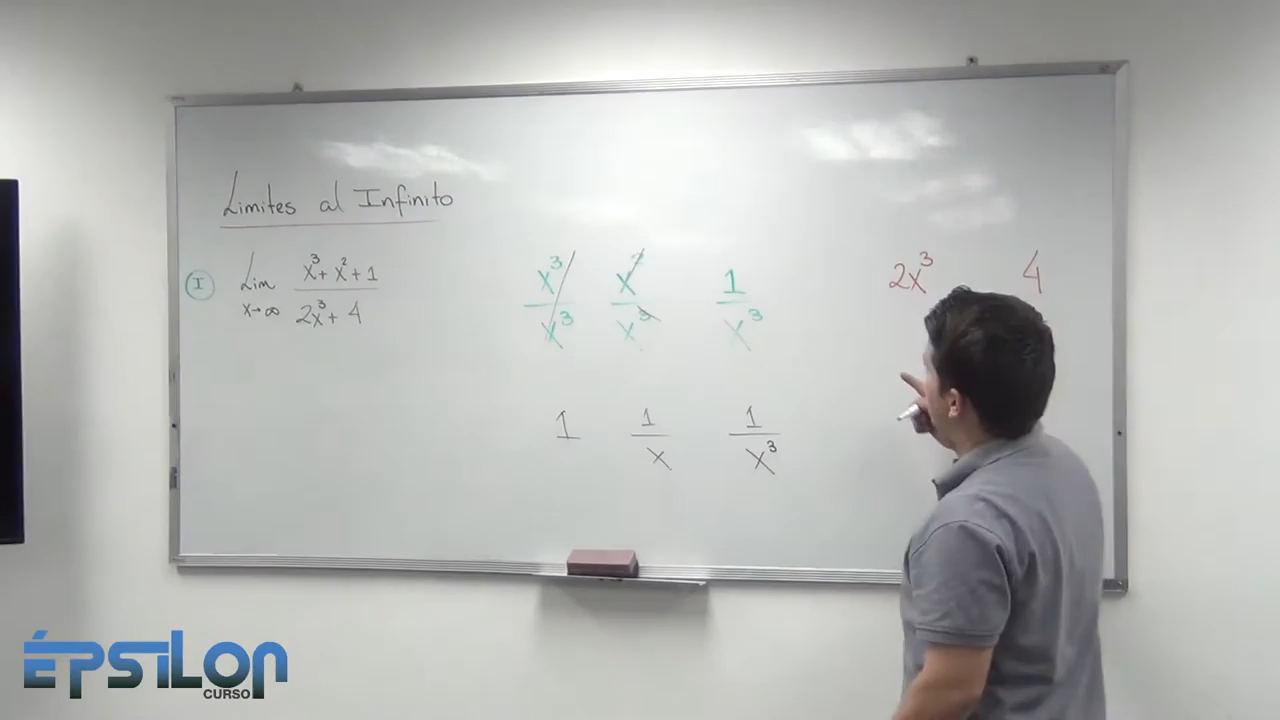 Limites al Infinito
I Lim x→∞ (x³ + x² + 1)/(2x³ + 4)
x³/x³ x²/x³ 1/x³
2x³ 4
1 1/x 1/x³
ÉPSILON
CURSO